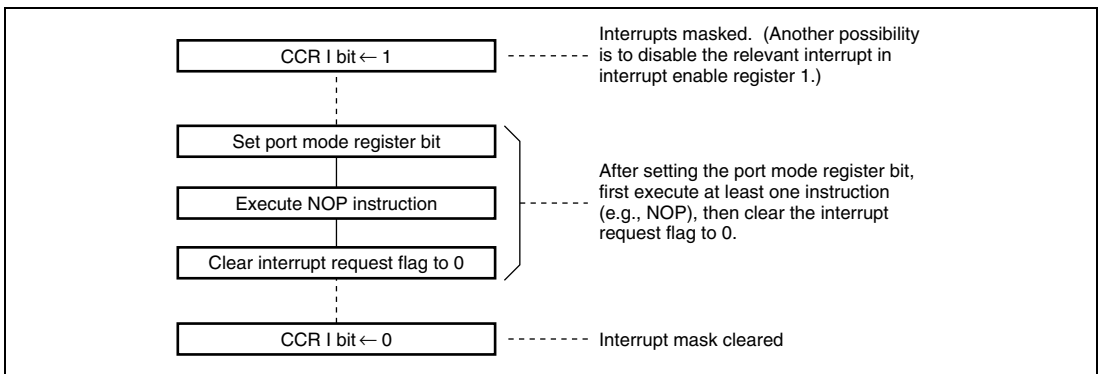 CCR I bit ← 1
Interrupts masked. (Another possibility
is to disable the relevant interrupt in
interrupt enable register 1.)
Set port mode register bit
Execute NOP instruction
Clear interrupt request flag to 0
After setting the port mode register bit,
first execute at least one instruction
(e.g., NOP), then clear the interrupt
request flag to 0.
CCR I bit ← 0
Interrupt mask cleared